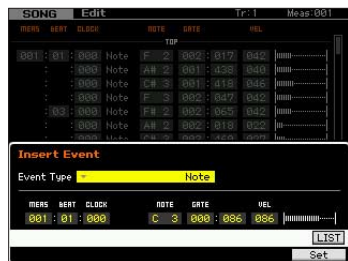 SONG Edit Tr:1 Meas:001
MEAS BEAT CLOCK NOTE GATE VEL
TOP
001 : 01 : 000 Note F 2 002 : 017 042
: : 000 Note A# 2 001 : 438 040
: : 000 Note C# 3 001 : 418 046
: : 000 Note F 3 002 : 047 042
: 03 : 000 Note F# 2 002 : 065 042
: : 000 Note A# 2 002 : 018 022
Insert Event
Event Type Note
MEAS BEAT CLOCK NOTE GATE VEL
001 : 01 : 000 C 3 000 : 086 086
LIST
Set